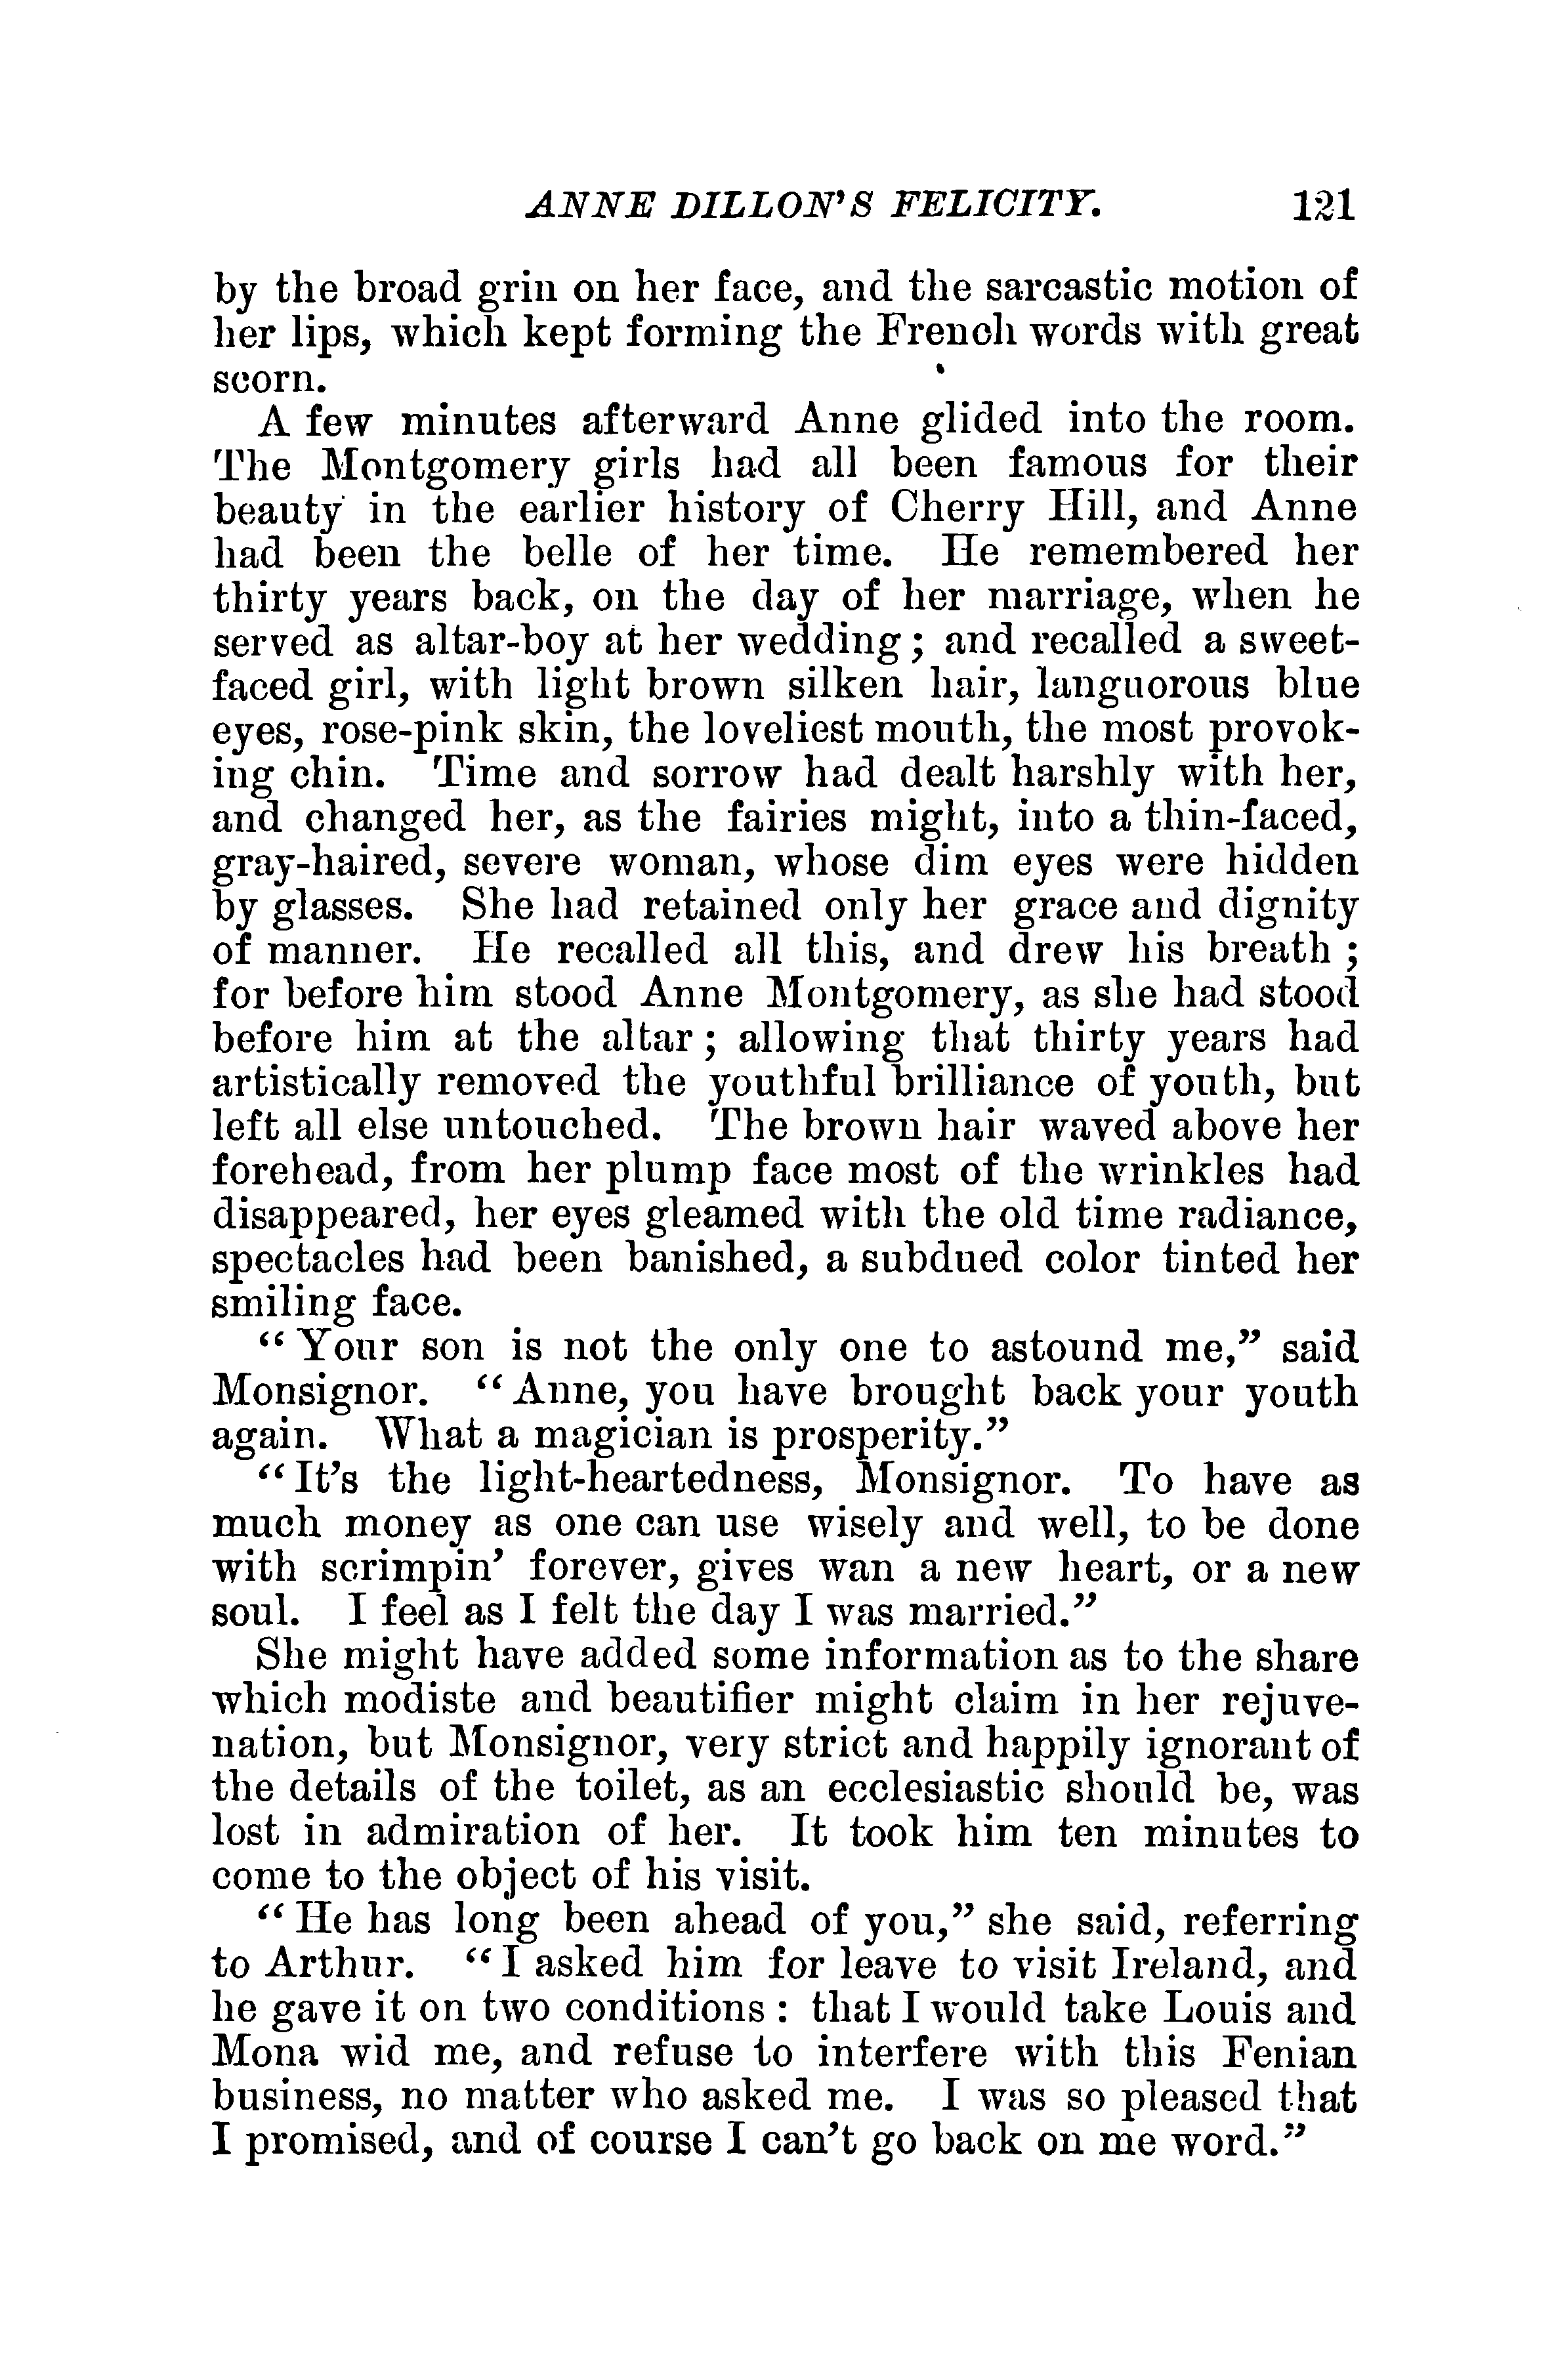 ANNE DILLON'S FELICITY. 121
by the broad grin on her face, and the sarcastic motion of
her lips, which kept forming the French words with great
scorn.
A few minutes afterward Anne glided into the room.
The Montgomery girls had all been famous for their
beauty in the earlier history of Cherry Hill, and Anne
had been the belle of her time. He remembered her
thirty years back, on the day of her marriage, when he
served as altar-boy at her wedding; and recalled a sweet-
faced girl, with light brown silken hair, languorous blue
eyes, rose-pink skin, the loveliest mouth, the most provok-
ing chin. Time and sorrow had dealt harshly with her,
and changed her, as the fairies might, into a thin-faced,
gray-haired, severe woman, whose dim eyes were hidden
by glasses. She had retained only her grace and dignity
of manner. He recalled all this, and drew his breath;
for before him stood Anne Montgomery, as she had stood
before him at the altar; allowing that thirty years had
artistically removed the youthful brilliance of youth, but
left all else untouched. The brown hair waved above her
forehead, from her plump face most of the wrinkles had
disappeared, her eyes gleamed with the old time radiance,
spectacles had been banished, a subdued color tinted her
smiling face.
"Your son is not the only one to astound me," said
Monsignor. "Anne, you have brought back your youth
again. What a magician is prosperity."
"It's the light-heartedness, Monsignor. To have as
much money as one can use wisely and well, to be done
with scrimpin' forever, gives wan a new heart, or a new
soul. I feel as I felt the day I was married."
She might have added some information as to the share
which modiste and beautifier might claim in her rejuve-
nation, but Monsignor, very strict and happily ignorant of
the details of the toilet, as an ecclesiastic should be, was
lost in admiration of her. It took him ten minutes to
come to the object of his visit.
"He has long been ahead of you," she said, referring
to Arthur. "I asked him for leave to visit Ireland, and
he gave it on two conditions: that I would take Louis and
Mona wid me, and refuse to interfere with this Fenian
business, no matter who asked me. I was so pleased that
I promised, and of course I can't go back on me word."